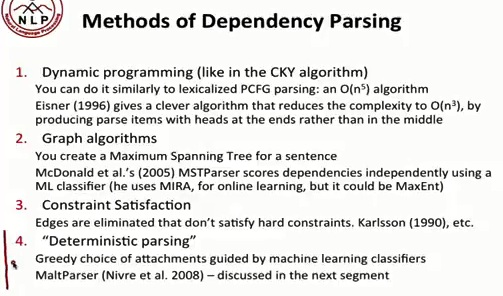 NLP
Natural Language Processing
Methods of Dependency Parsing
1. Dynamic programming (like in the CKY algorithm)
You can do it similarly to lexicalized PCFG parsing: an O(n⁵) algorithm
Eisner (1996) gives a clever algorithm that reduces the complexity to O(n³), by
producing parse items with heads at the ends rather than in the middle
2. Graph algorithms
You create a Maximum Spanning Tree for a sentence
McDonald et al.'s (2005) MSTParser scores dependencies independently using a
ML classifier (he uses MIRA, for online learning, but it could be MaxEnt)
3. Constraint Satisfaction
Edges are eliminated that don't satisfy hard constraints. Karlsson (1990), etc.
4. "Deterministic parsing"
Greedy choice of attachments guided by machine learning classifiers
MaltParser (Nivre et al. 2008) – discussed in the next segment